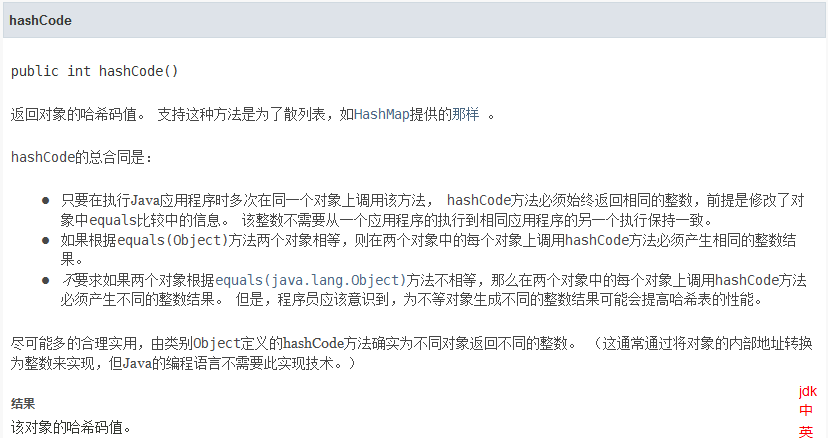 hashCode
public int hashCode()
返回对象的哈希码值。 支持这种方法是为了散列表，如HashMap提供的那样 。
hashCode的总合同是：
● 只要在执行Java应用程序时多次在同一个对象上调用该方法， hashCode方法必须始终返回相同的整数，前提是修改了对
象中equals比较中的信息。 该整数不需要从一个应用程序的执行到相同应用程序的另一个执行保持一致。
● 如果根据equals(Object)方法两个对象相等，则在两个对象中的每个对象上调用hashCode方法必须产生相同的整数结
果。
● 不要求如果两个对象根据equals(java.lang.Object)方法不相等，那么在两个对象中的每个对象上调用hashCode方法
必须产生不同的整数结果。 但是，程序员应该意识到，为不等对象生成不同的整数结果可能会提高哈希表的性能。
尽可能多的合理实用，由类别Object定义的hashCode方法确实为不同对象返回不同的整数。 （这通常通过将对象的内部地址转换
为整数来实现，但Java的编程语言不需要此实现技术。）
结果
该对象的哈希码值。
jdk
中
英